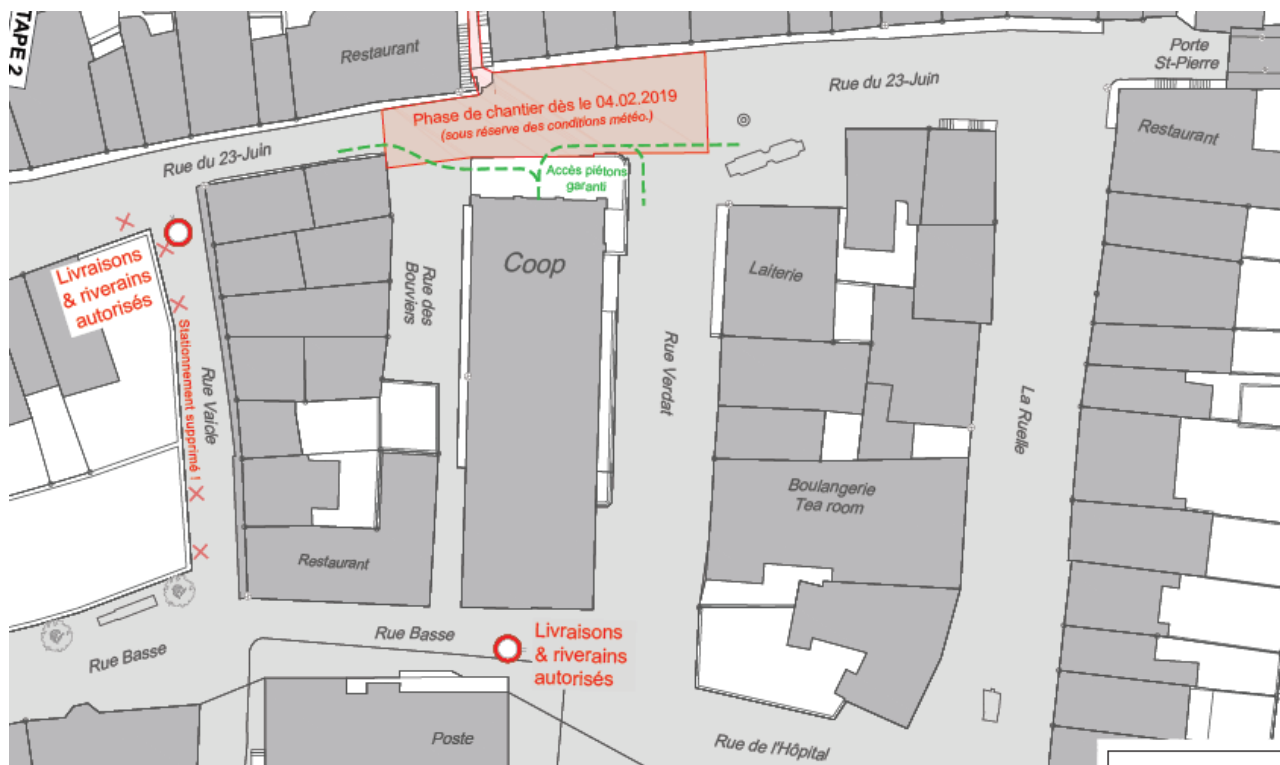 TAPE 2
Restaurant
Porte
St-Pierre
Rue du 23-Juin
Phase de chantier dès le 04.02.2019
(sous réserve des conditions météo.)
Restaurant
Rue du 23-Juin
Accès piétons
garanti
Livraisons
& riverains
autorisés
Rue des
Bouviers
Coop
Laiterie
Stationnement supprimé !
Rue Vaicle
Rue Verdat
La Ruelle
Boulangerie
Tea room
Restaurant
Rue Basse
Rue Basse
Livraisons
& riverains
autorisés
Poste
Rue de l'Hôpital